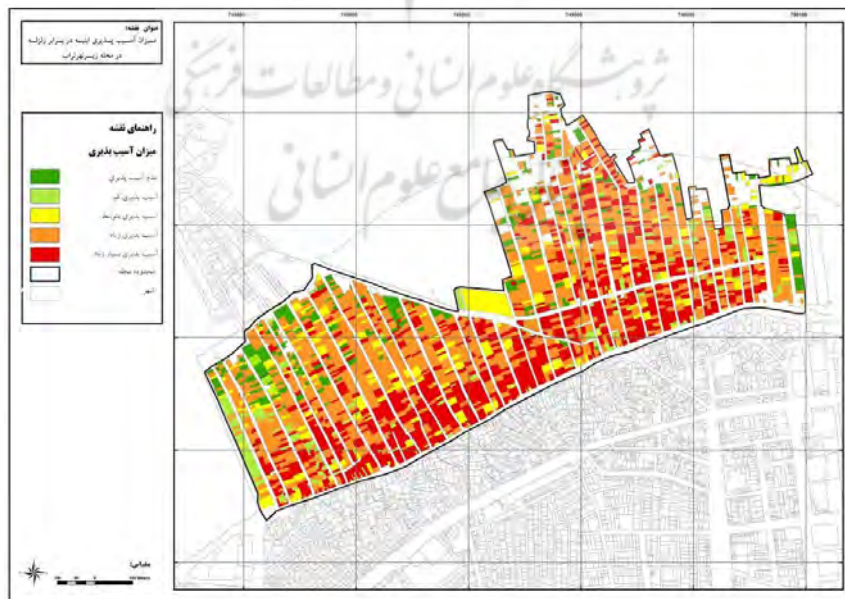 عنوان نقشه:
میزان آسیب پذیری ابنیه در برابر زلزله
در محله زیرنهرتراب
پژوهشگاه علوم انسانی و مطالعات فرهنگی
جامع علوم انسانی
راهنمای نقشه
میزان آسیب پذیری
عدم آسیب پذیری
آسیب پذیری کم
آسیب پذیری متوسط
آسیب پذیری زیاد
آسیب پذیری بسیار زیاد
محدوده محله
شهر
مقیاس: